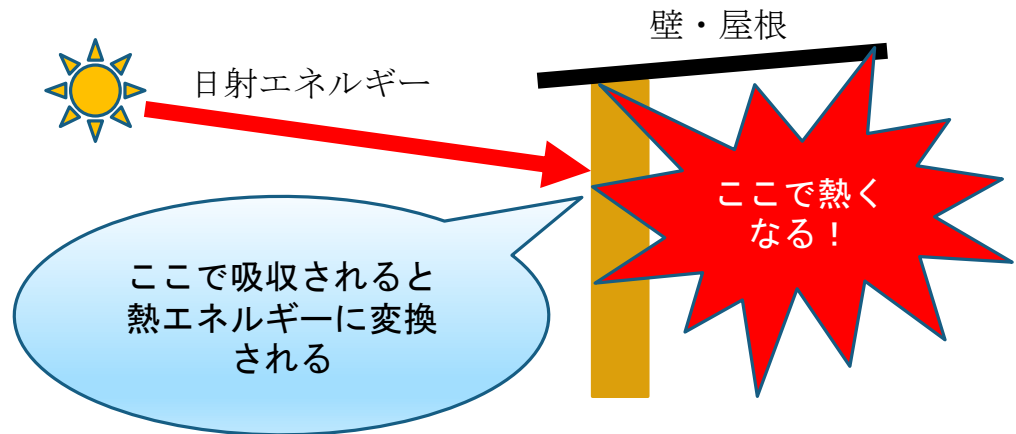 壁・屋根
日射エネルギー
ここで熱く
なる！
ここで吸収されると
熱エネルギーに変換
される